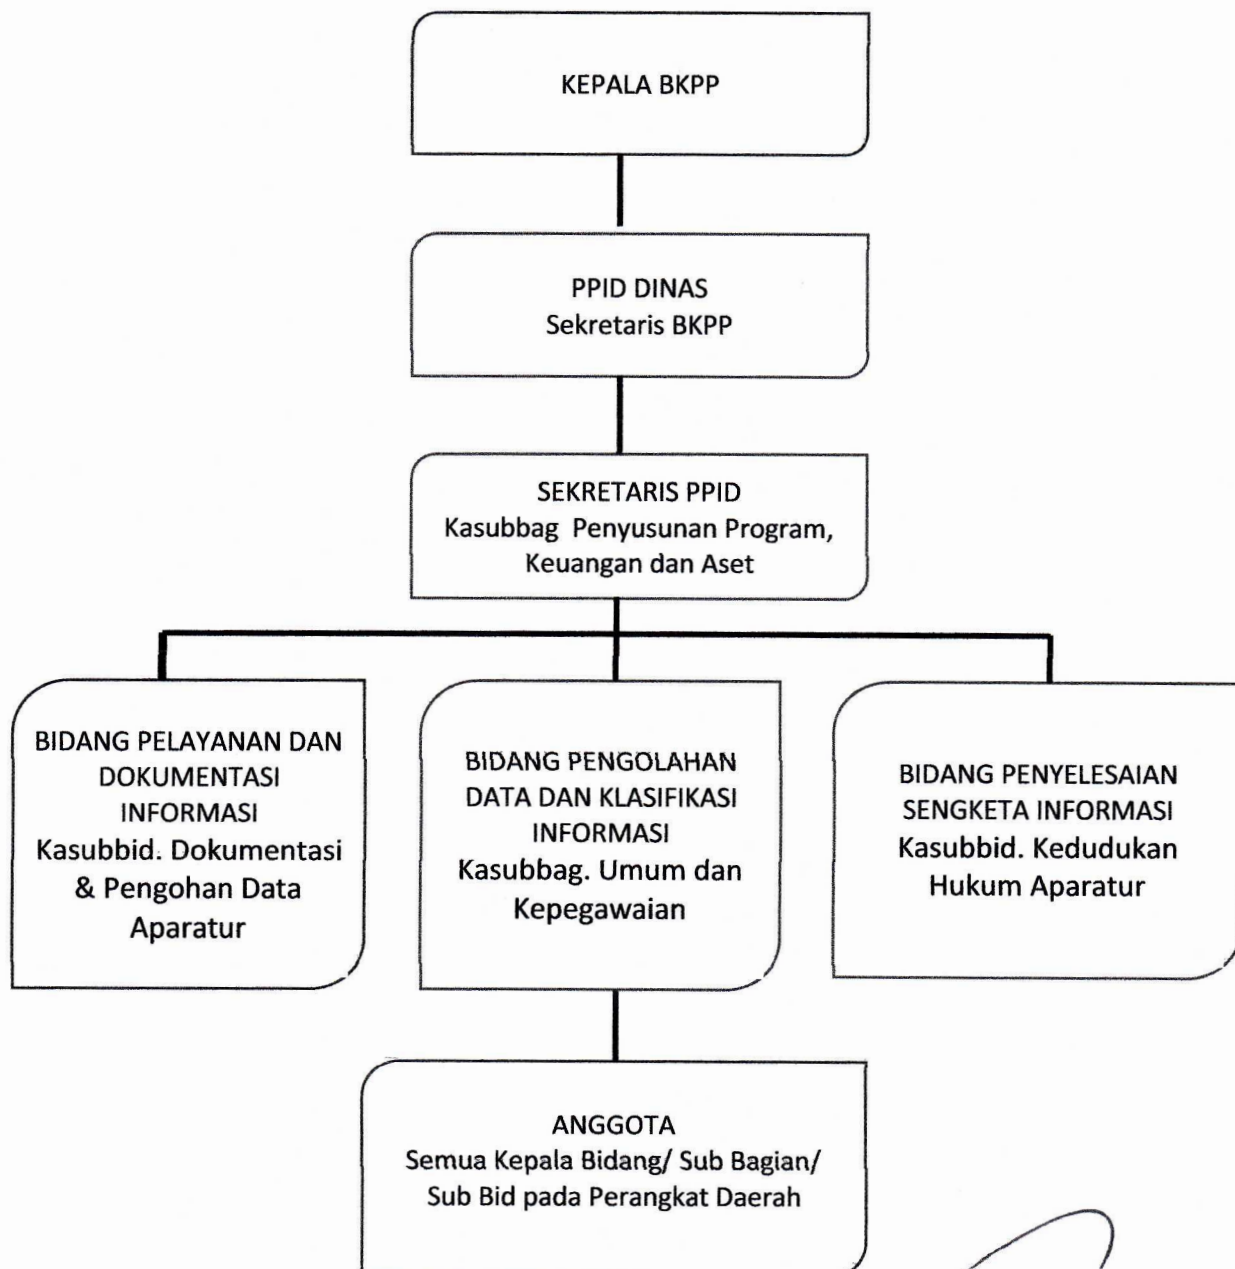 KEPALA BKPP
PPID DINAS
Sekretaris BKPP
SEKRETARIS PPID
Kasubbag Penyusunan Program,
Keuangan dan Aset
BIDANG PELAYANAN DAN
DOKUMENTASI
INFORMASI
Kasubbid. Dokumentasi
& Pengohan Data
Aparatur
BIDANG PENGOLAHAN
DATA DAN KLASIFIKASI
INFORMASI
Kasubbag. Umum dan
Kepegawaian
BIDANG PENYELESAIAN
SENGKETA INFORMASI
Kasubbid. Kedudukan
Hukum Aparatur
ANGGOTA
Semua Kepala Bidang/ Sub Bagian/
Sub Bid pada Perangkat Daerah